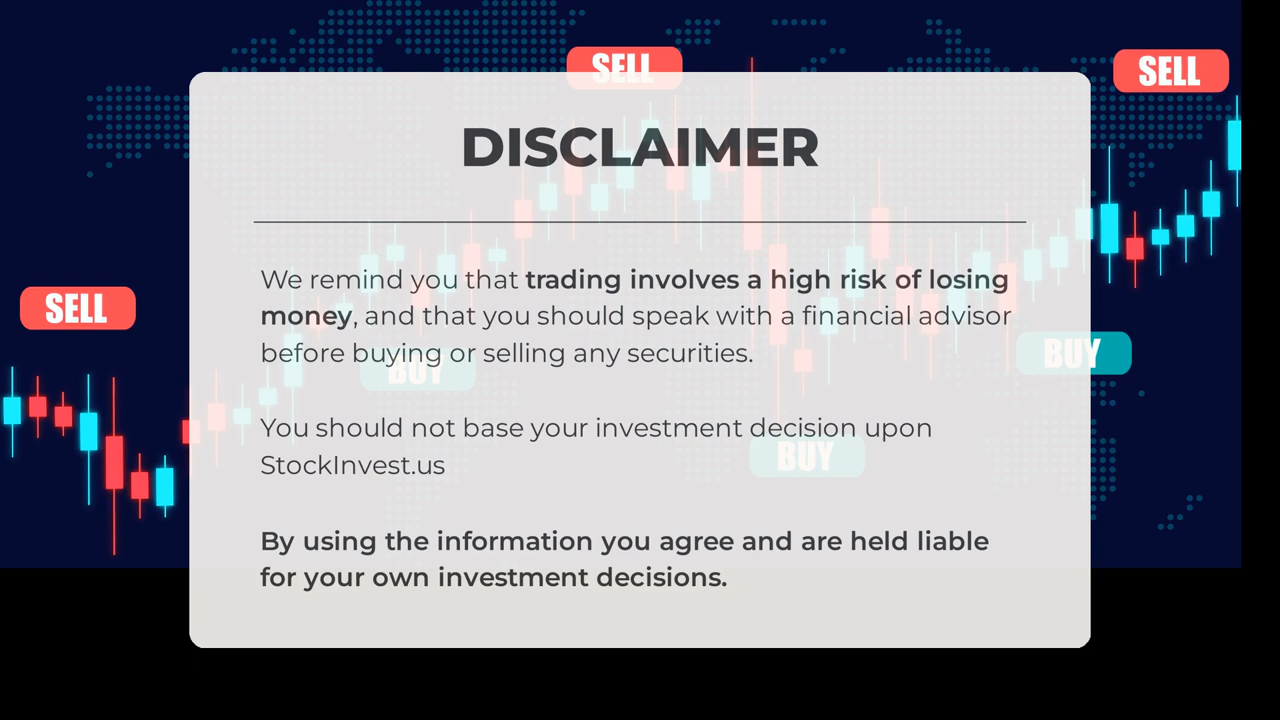 SELL
SELL
DISCLAIMER
We remind you that trading involves a high risk of losing
money, and that you should speak with a financial advisor
before buying or selling any securities.
You should not base your investment decision upon
StockInvest.us
By using the information you agree and are held liable
for your own investment decisions.
SELL
BUY
BUY
BUY